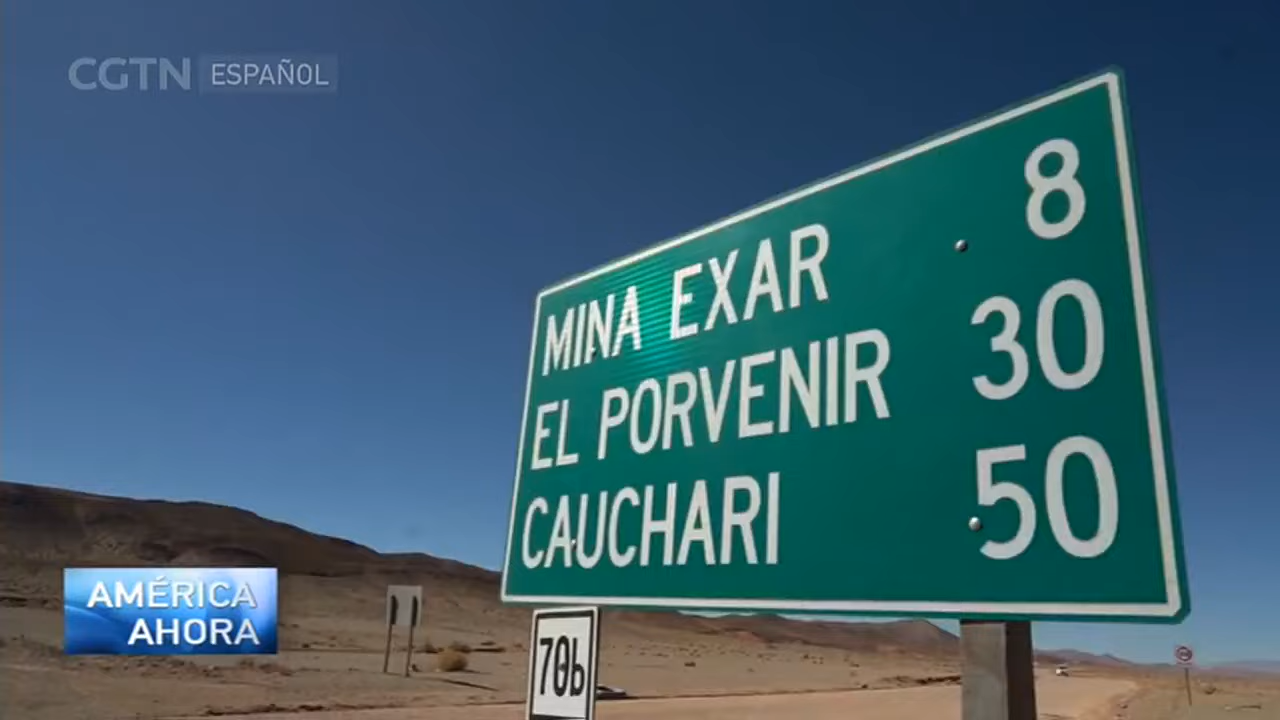 CGTN ESPAÑOL
MINA EXAR 8
EL PORVENIR 30
CAUCHARI 50
AMÉRICA
AHORA
70b